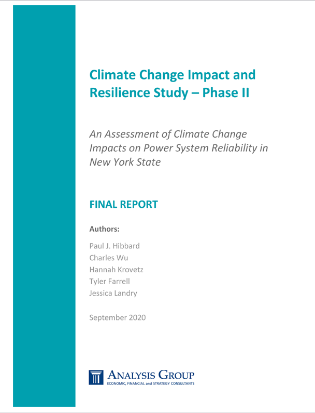 Climate Change Impact and
Resilience Study – Phase II
An Assessment of Climate Change
Impacts on Power System Reliability in
New York State
FINAL REPORT
Authors:
Paul J. Hibbard
Charles Wu
Hannah Krovetz
Tyler Farrell
Jessica Landry
September 2020
ANALYSIS GROUP
ECONOMIC, FINANCIAL and STRATEGY CONSULTANTS